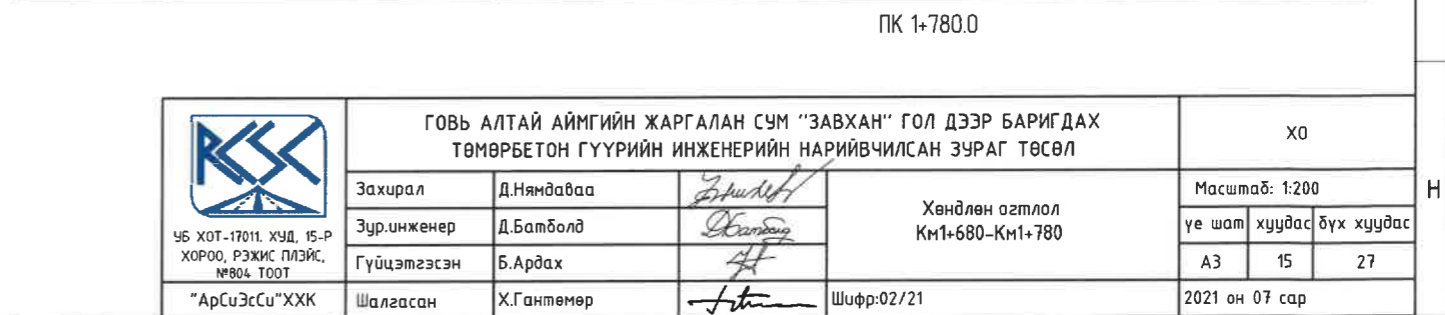 ПК 1+780.0
RCSC
УБ ХОТ-17011. ХУД, 15-Р
ХОРОО, РЭЖИС ПЛЭЙС,
№804 ТООТ
"АрСиЭсСи"ХХК
ГОВЬ АЛТАЙ АЙМГИЙН ЖАРГАЛАН СУМ "ЗАВХАН" ГОЛ ДЭЭР БАРИГДАХ
ТӨМӨРБЕТОН ГҮҮРИЙН ИНЖЕНЕРИЙН НАРИЙВЧИЛСАН ЗУРАГ ТӨСӨЛ
ХО
Захирал
Д.Нямдаваа
Зур.инженер
Д.Батболд
Д.Батболд
Гүйцэтгэсэн
Б.Ардах
Шалгасан
Х.Гантөмөр
Хөндлөн огтлол
Км1+680-Км1+780
Шифр:02/21
Масштаб: 1:200
үе шат хуудас бүх хуудас
А3 15 27
2021 он 07 сар
Н